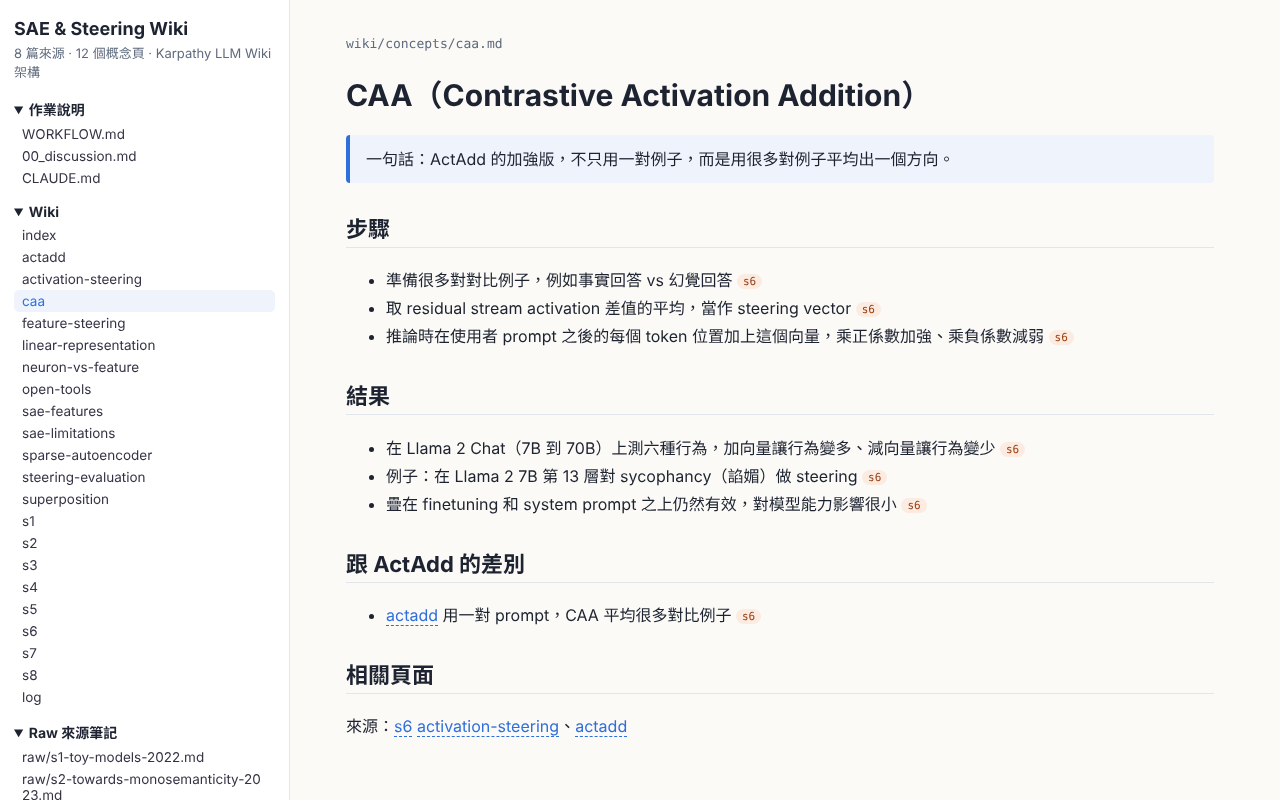 SAE & Steering Wiki
8 篇來源 · 12 個概念頁 · Karpathy LLM Wiki
架構
▼ 作業說明
WORKFLOW.md
00_discussion.md
CLAUDE.md
▼ Wiki
index
actadd
activation-steering
caa
feature-steering
linear-representation
neuron-vs-feature
open-tools
sae-features
sae-limitations
sparse-autoencoder
steering-evaluation
superposition
s1
s2
s3
s4
s5
s6
s7
s8
log
▼ Raw 來源筆記
raw/s1-toy-models-2022.md
raw/s2-towards-monosemanticity-20
23.md
wiki/concepts/caa.md
CAA（Contrastive Activation Addition）
一句話：ActAdd 的加強版，不只用一對例子，而是用很多對例子平均出一個方向。
步驟
• 準備很多對對比例子，例如事實回答 vs 幻覺回答 s6
• 取 residual stream activation 差值的平均，當作 steering vector s6
• 推論時在使用者 prompt 之後的每個 token 位置加上這個向量，乘正係數加強、乘負係數減弱 s6
結果
• 在 Llama 2 Chat（7B 到 70B）上測六種行為，加向量讓行為變多、減向量讓行為變少 s6
• 例子：在 Llama 2 7B 第 13 層對 sycophancy（諂媚）做 steering s6
• 疊在 finetuning 和 system prompt 之上仍然有效，對模型能力影響很小 s6
跟 ActAdd 的差別
• actadd 用一對 prompt，CAA 平均很多對比例子 s6
相關頁面
來源：s6 activation-steering、actadd